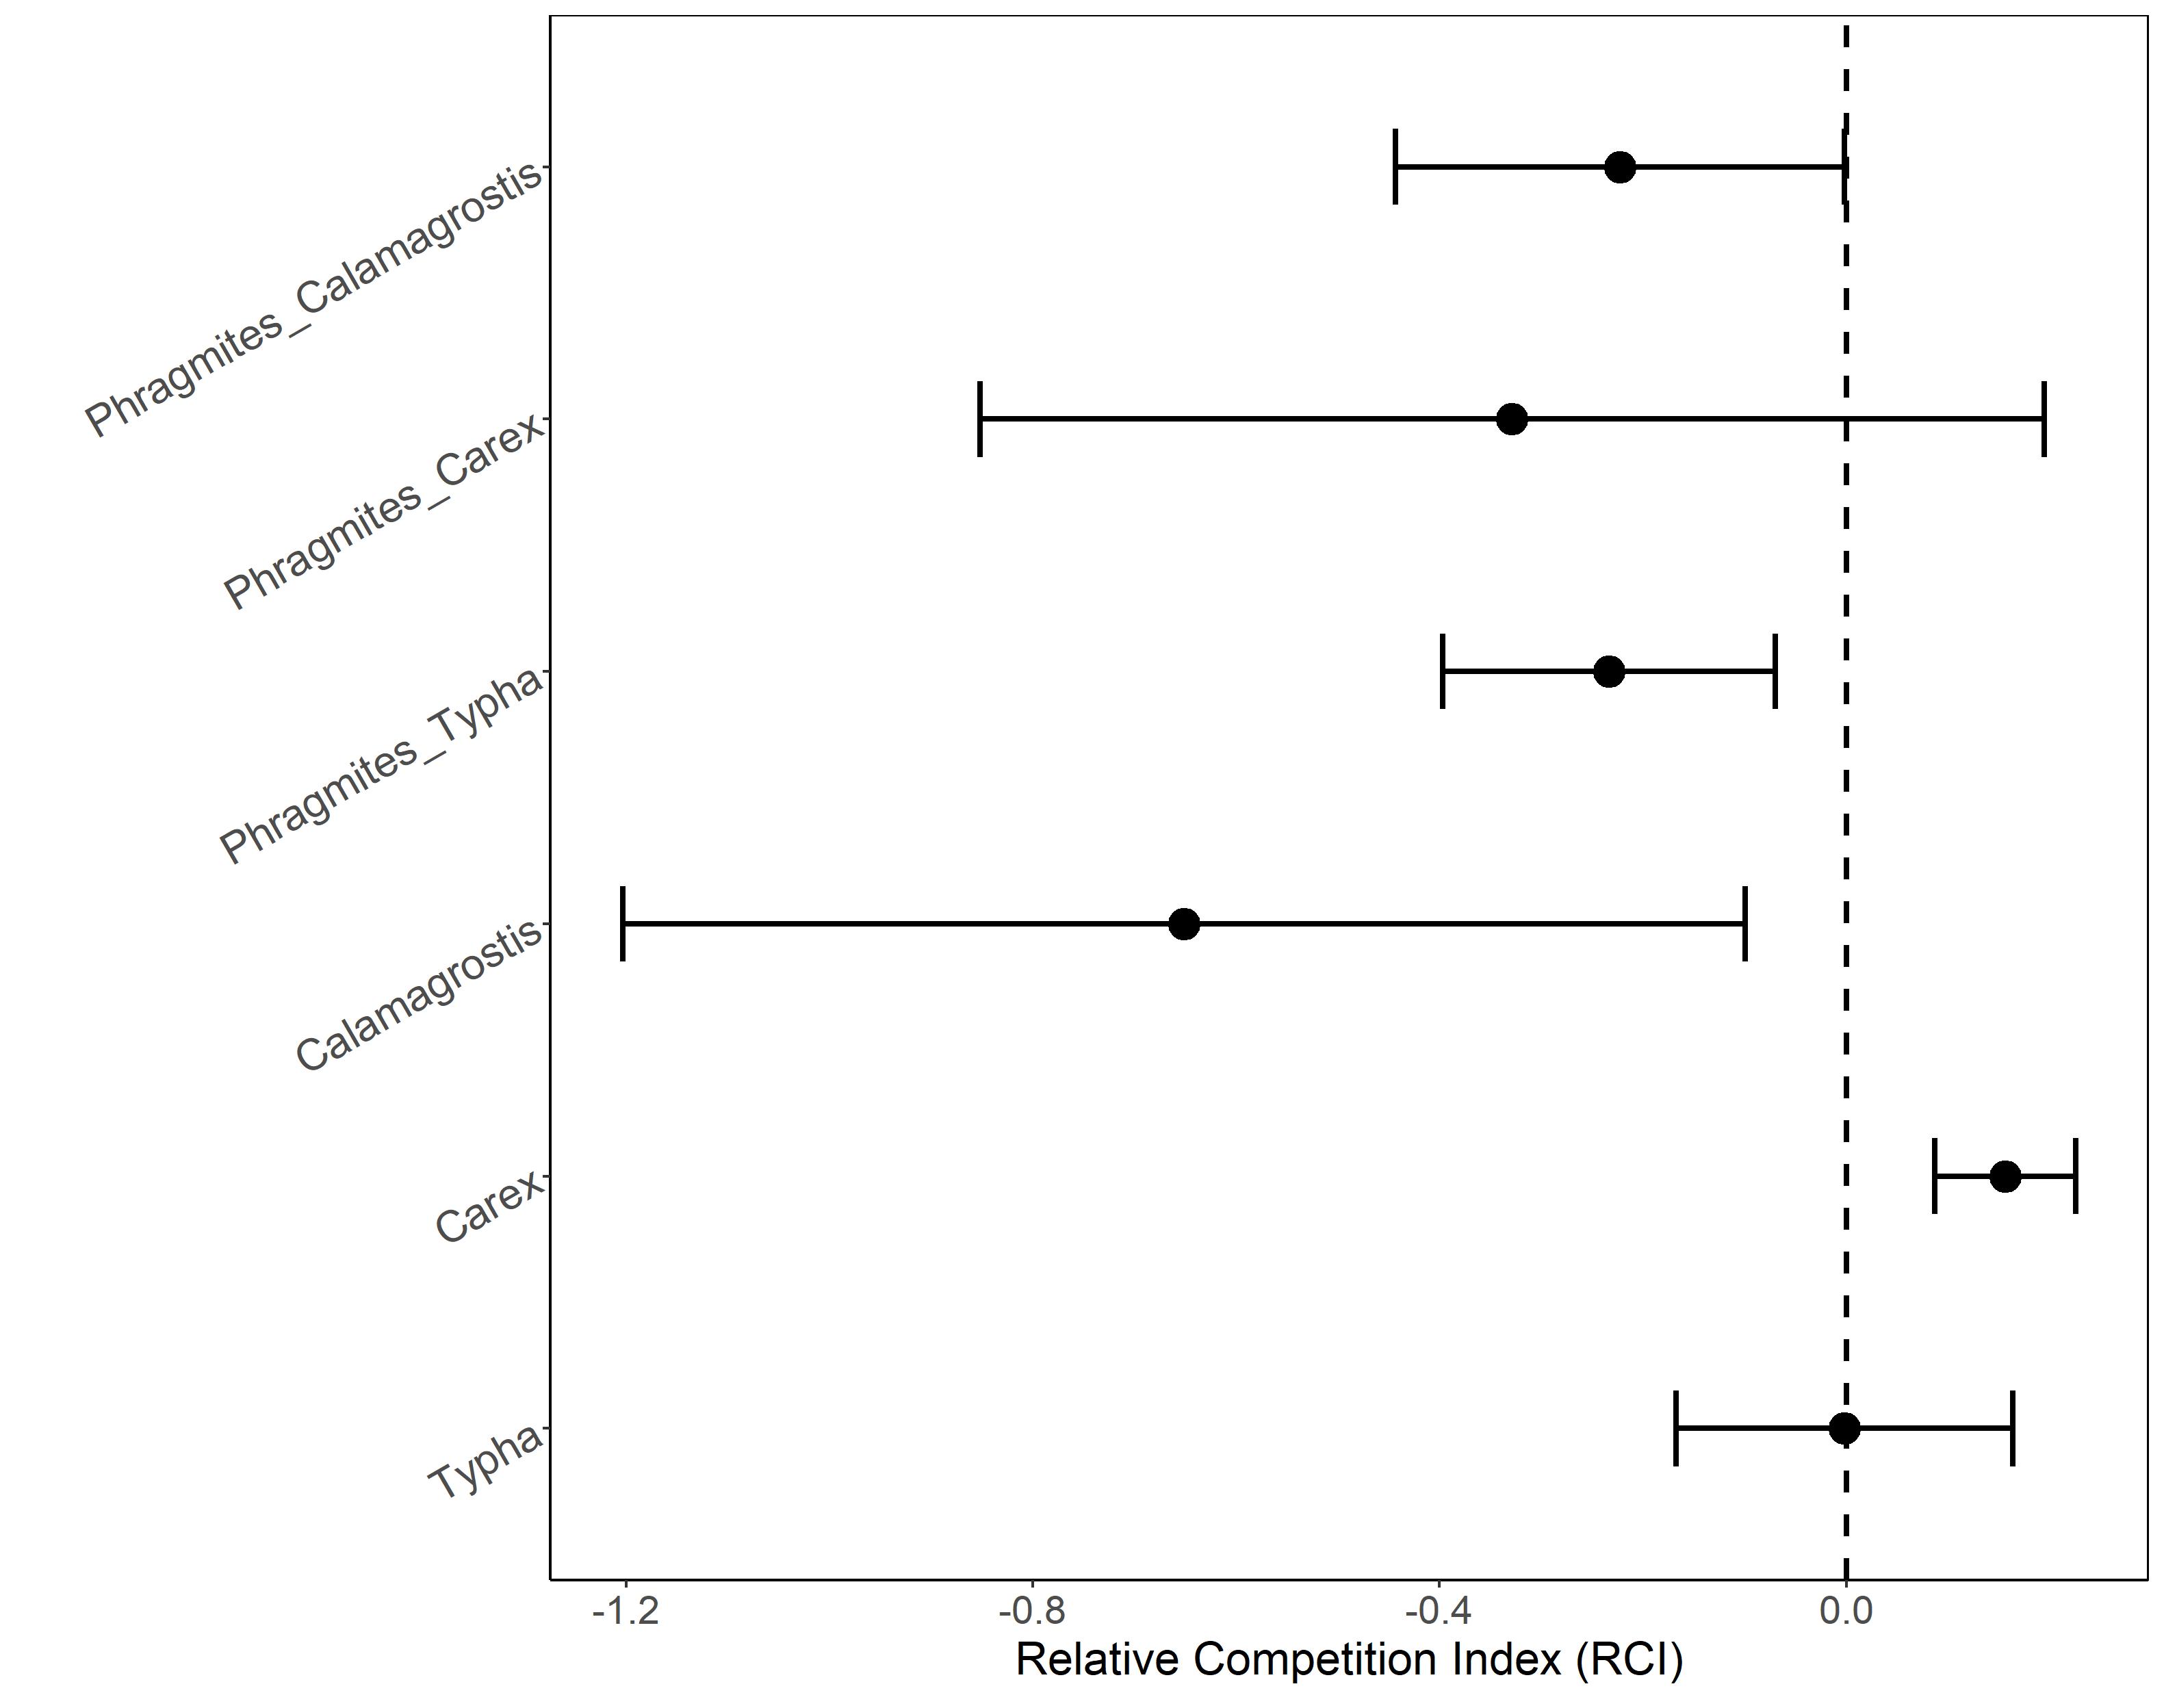 Phragmites_Calamagrostis
Phragmites_Carex
Phragmites_Typha
Calamagrostis
Carex
Typha
-1.2 -0.8 -0.4 0.0
Relative Competition Index (RCI)